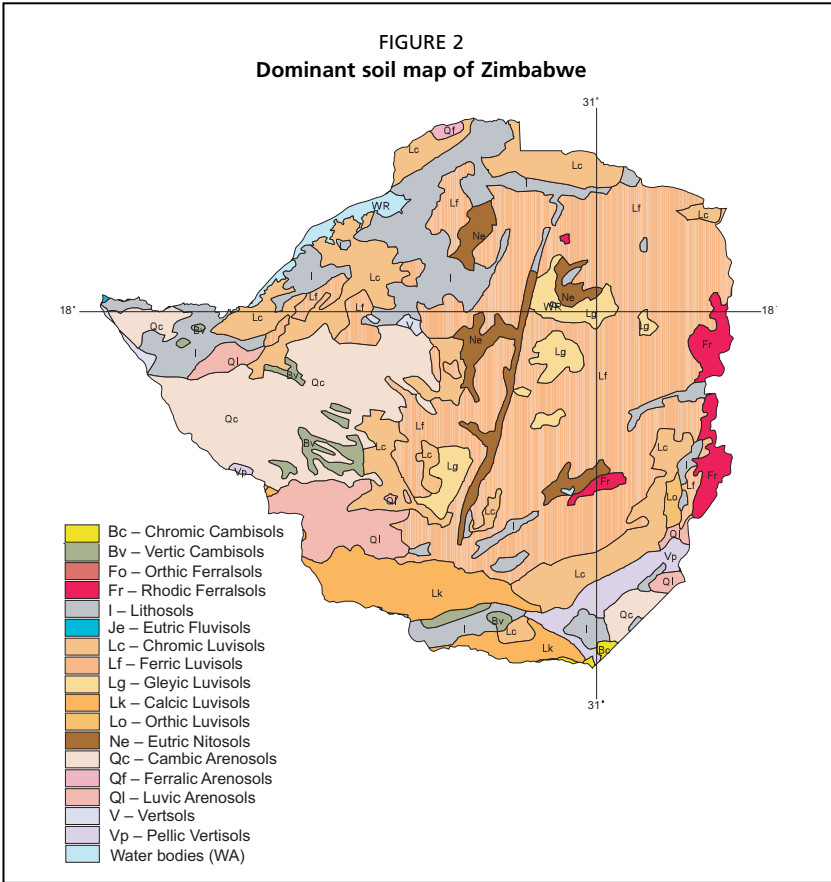 FIGURE 2
Dominant soil map of Zimbabwe
31°
Qf
Lc
Lc
I
WR
Lf
Lf
Lc
Ne
I
Lc
I
Ne
Lf
WR
18°
Lf
18°
Lc
Lg
Qc
Bv
V
Lg
I
Ne
Fr
Ql
Lg
Bv
Qc
Lf
Qc
Lf
Bv
Lc
Lc
Lc
I
Vp
Lg
Fr
Lf
Fr
Ql
Lo
Lc
I
Ql
Ql
Vp
Lc
Ql
Lk
Qc
Bv
I
I
Lc
Lk
Bc
31°
Bc – Chromic Cambisols
Bv – Vertic Cambisols
Fo – Orthic Ferralsols
Fr – Rhodic Ferralsols
I – Lithosols
Je – Eutric Fluvisols
Lc – Chromic Luvisols
Lf – Ferric Luvisols
Lg – Gleyic Luvisols
Lk – Calcic Luvisols
Lo – Orthic Luvisols
Ne – Eutric Nitosols
Qc – Cambic Arenosols
Qf – Ferralic Arenosols
Ql – Luvic Arenosols
V – Vertsols
Vp – Pellic Vertisols
Water bodies (WA)